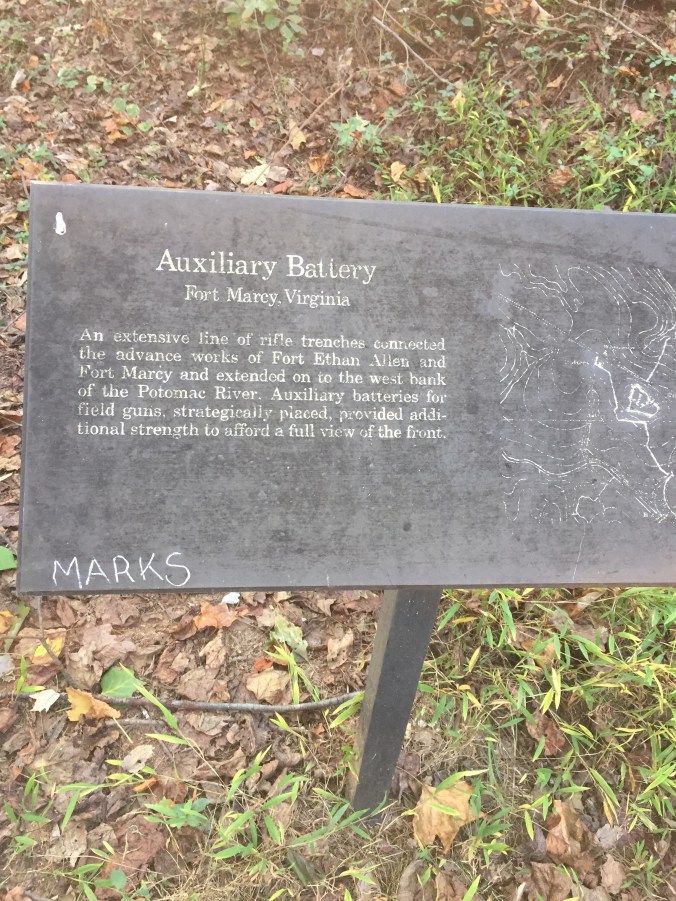 Auxiliary Battery
Fort Marcy, Virginia
An extensive line of rifle trenches connected
the advance works of Fort Ethan Allen and
Fort Marcy and extended on to the west bank
of the Potomac River. Auxiliary batteries for
field guns, strategically placed, provided addi-
tional strength to afford a full view of the front.
MARKS